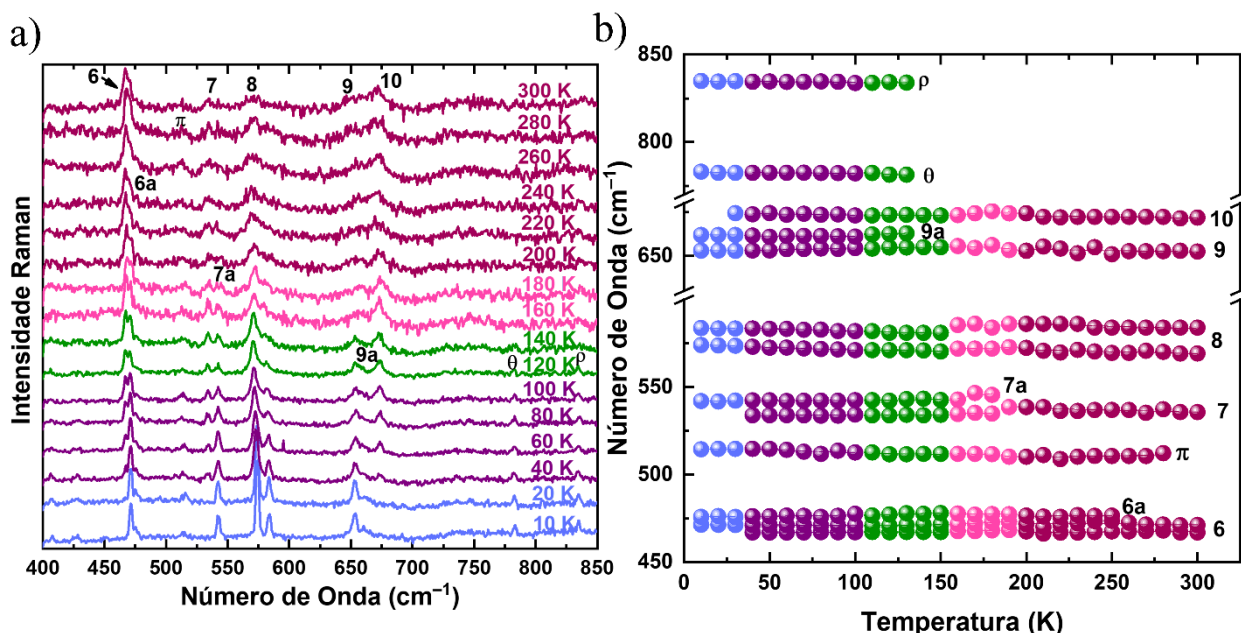 a)
6
7
8
9
10
300 K
π
280 K
260 K
6a
240 K
220 K
200 K
7a
180 K
160 K
140 K
9a
θ
ρ
120 K
100 K
80 K
60 K
40 K
20 K
10 K
400 450 500 550 600 650 700 750 800 850
Número de Onda (cm⁻¹)
Intensidade Raman
b)
850
800
650
550
500
450
ρ
θ
10
9a
9
8
7a
7
π
6a
6
0 50 100 150 200 250 300
Temperatura (K)
Número de Onda (cm⁻¹)